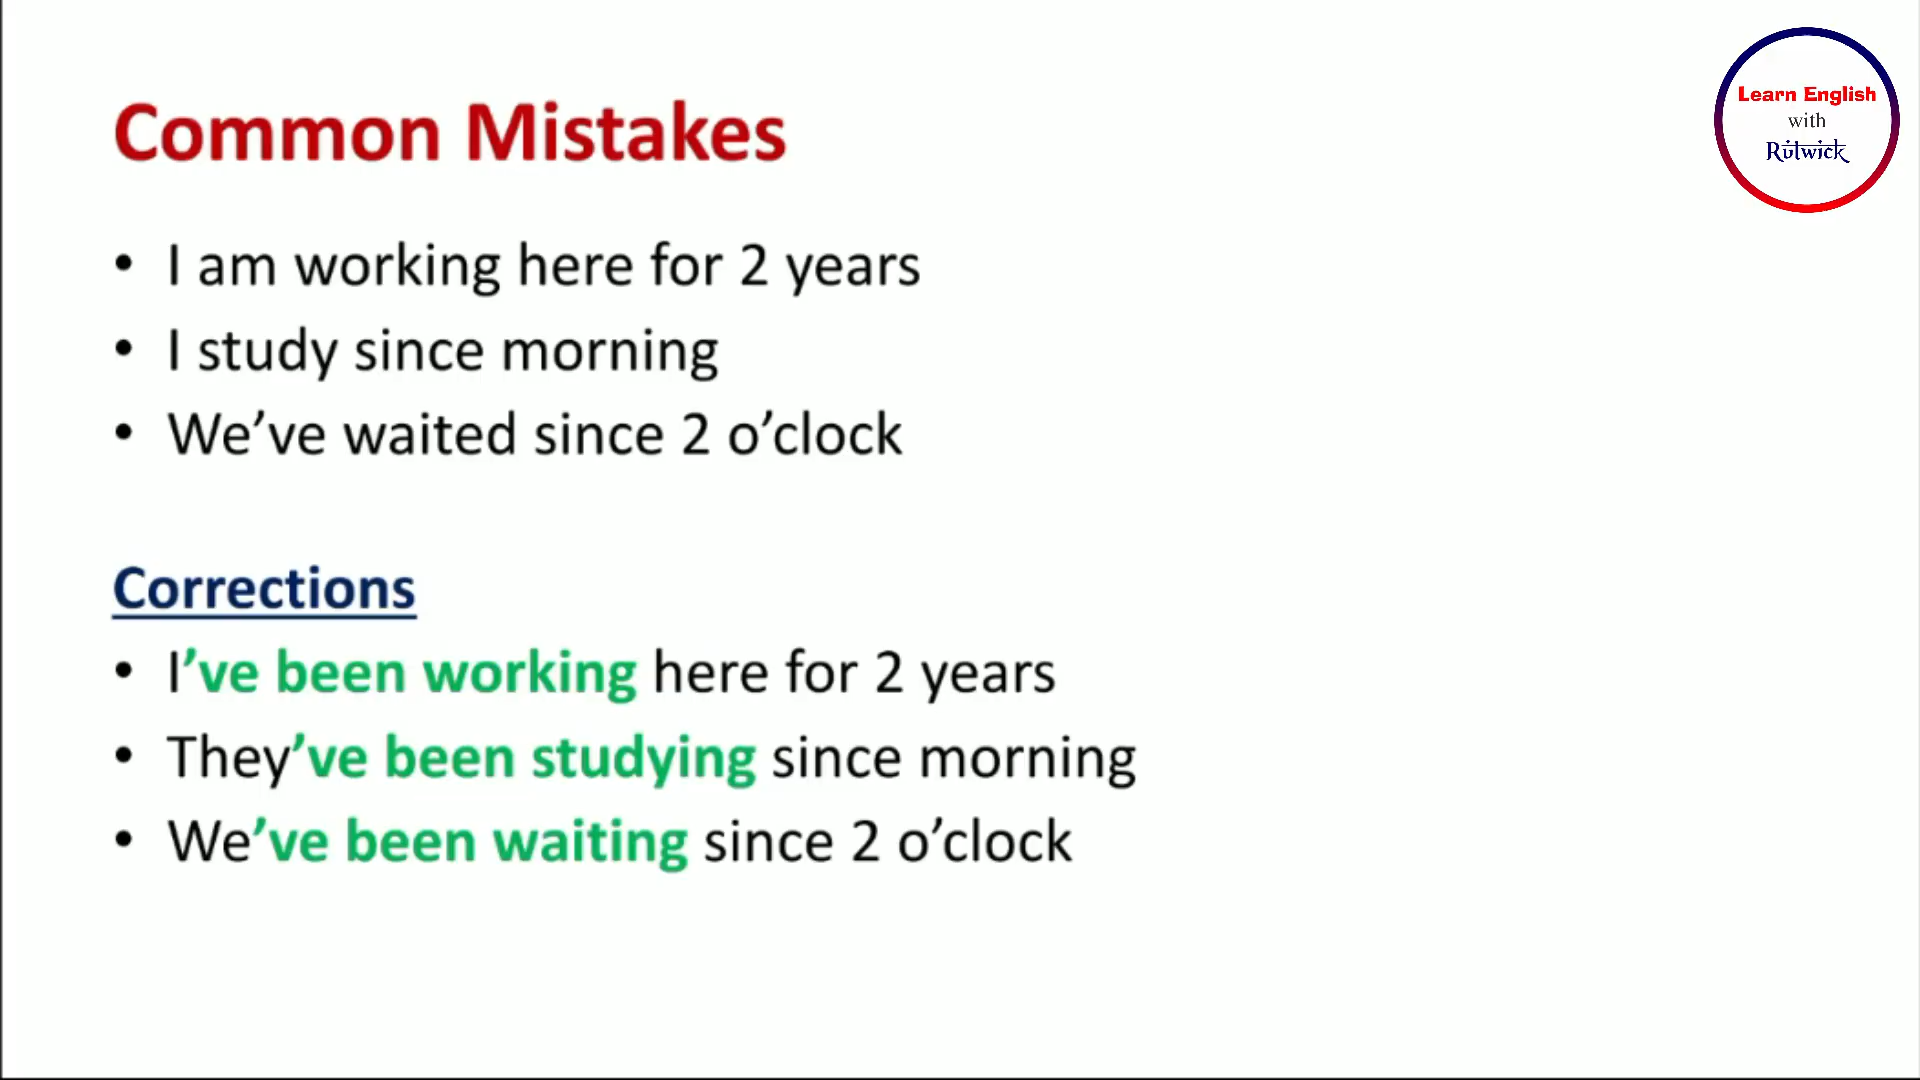 Learn English
with
Rutwick
Common Mistakes
• I am working here for 2 years
• I study since morning
• We’ve waited since 2 o’clock
Corrections
• I’ve been working here for 2 years
• They’ve been studying since morning
• We’ve been waiting since 2 o’clock